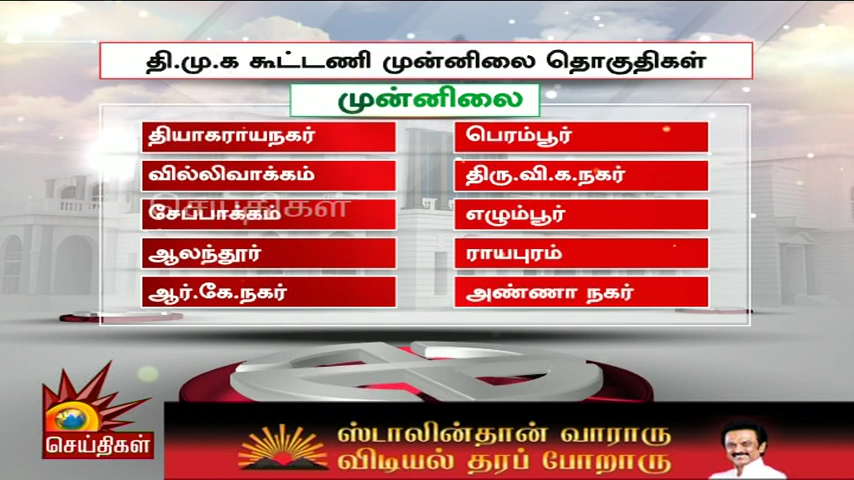 தி.மு.க கூட்டணி முன்னிலை தொகுதிகள்
முன்னிலை
தியாகராயநகர்
பெரம்பூர்
வில்லிவாக்கம்
திரு.வி.க.நகர்
செய்திகள்
சேப்பாக்கம்
எழும்பூர்
ஆலந்தூர்
ராயபுரம்
ஆர்.கே.நகர்
அண்ணா நகர்
செய்திகள்
ஸ்டாலின்தான் வாராரு
விடியல் தரப் போறாரு